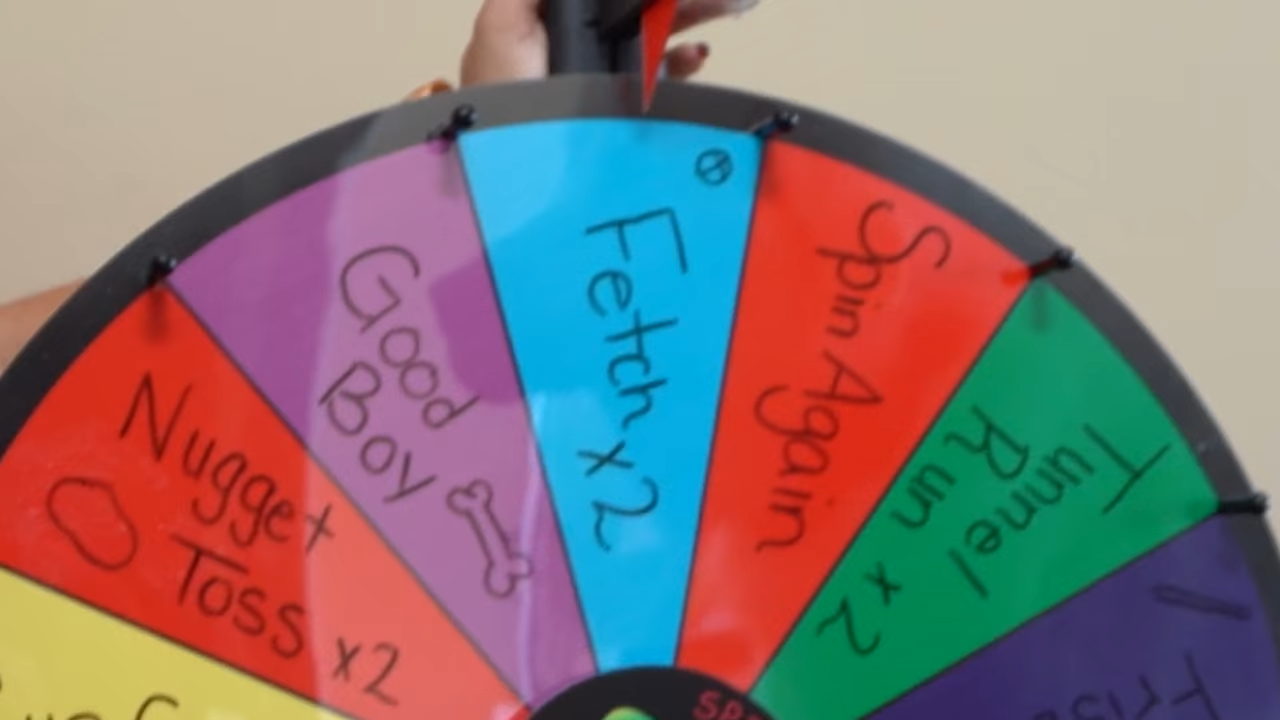 Nugget
Toss x2
Good
Boy
Fetch x2
Spin Again
Tunnel
Run x2